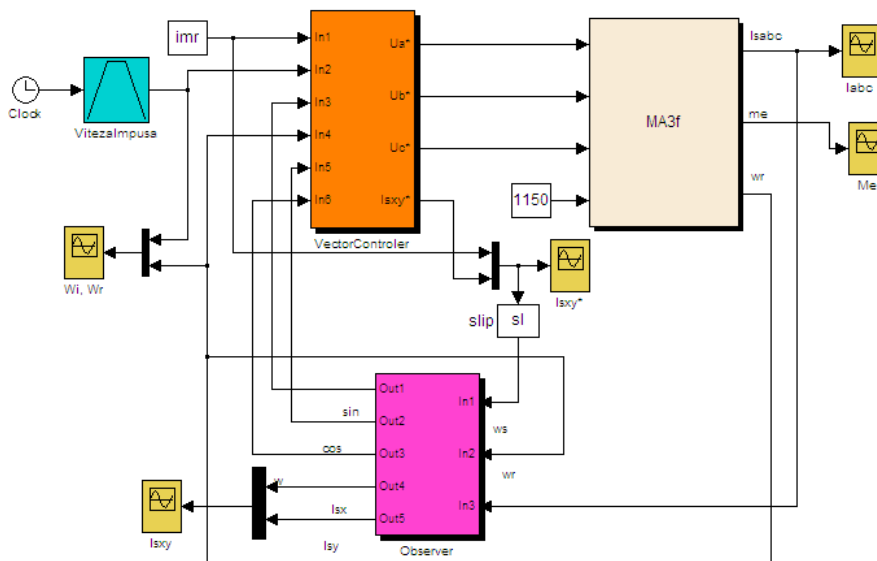 imr
Clock
VitezaImpusa
In1
In2
In3
In4
In5
In6
Ua*
Ub*
Uc*
Isxy*
VectorControler
MA3f
1150
Isabc
me
wr
Iabc
Me
Wi, Wr
Isxy*
slip
sl
Out1
Out2
Out3
Out4
Out5
In1
In2
In3
Observer
sin
cos
w
Isx
Isy
ws
wr
Isxy